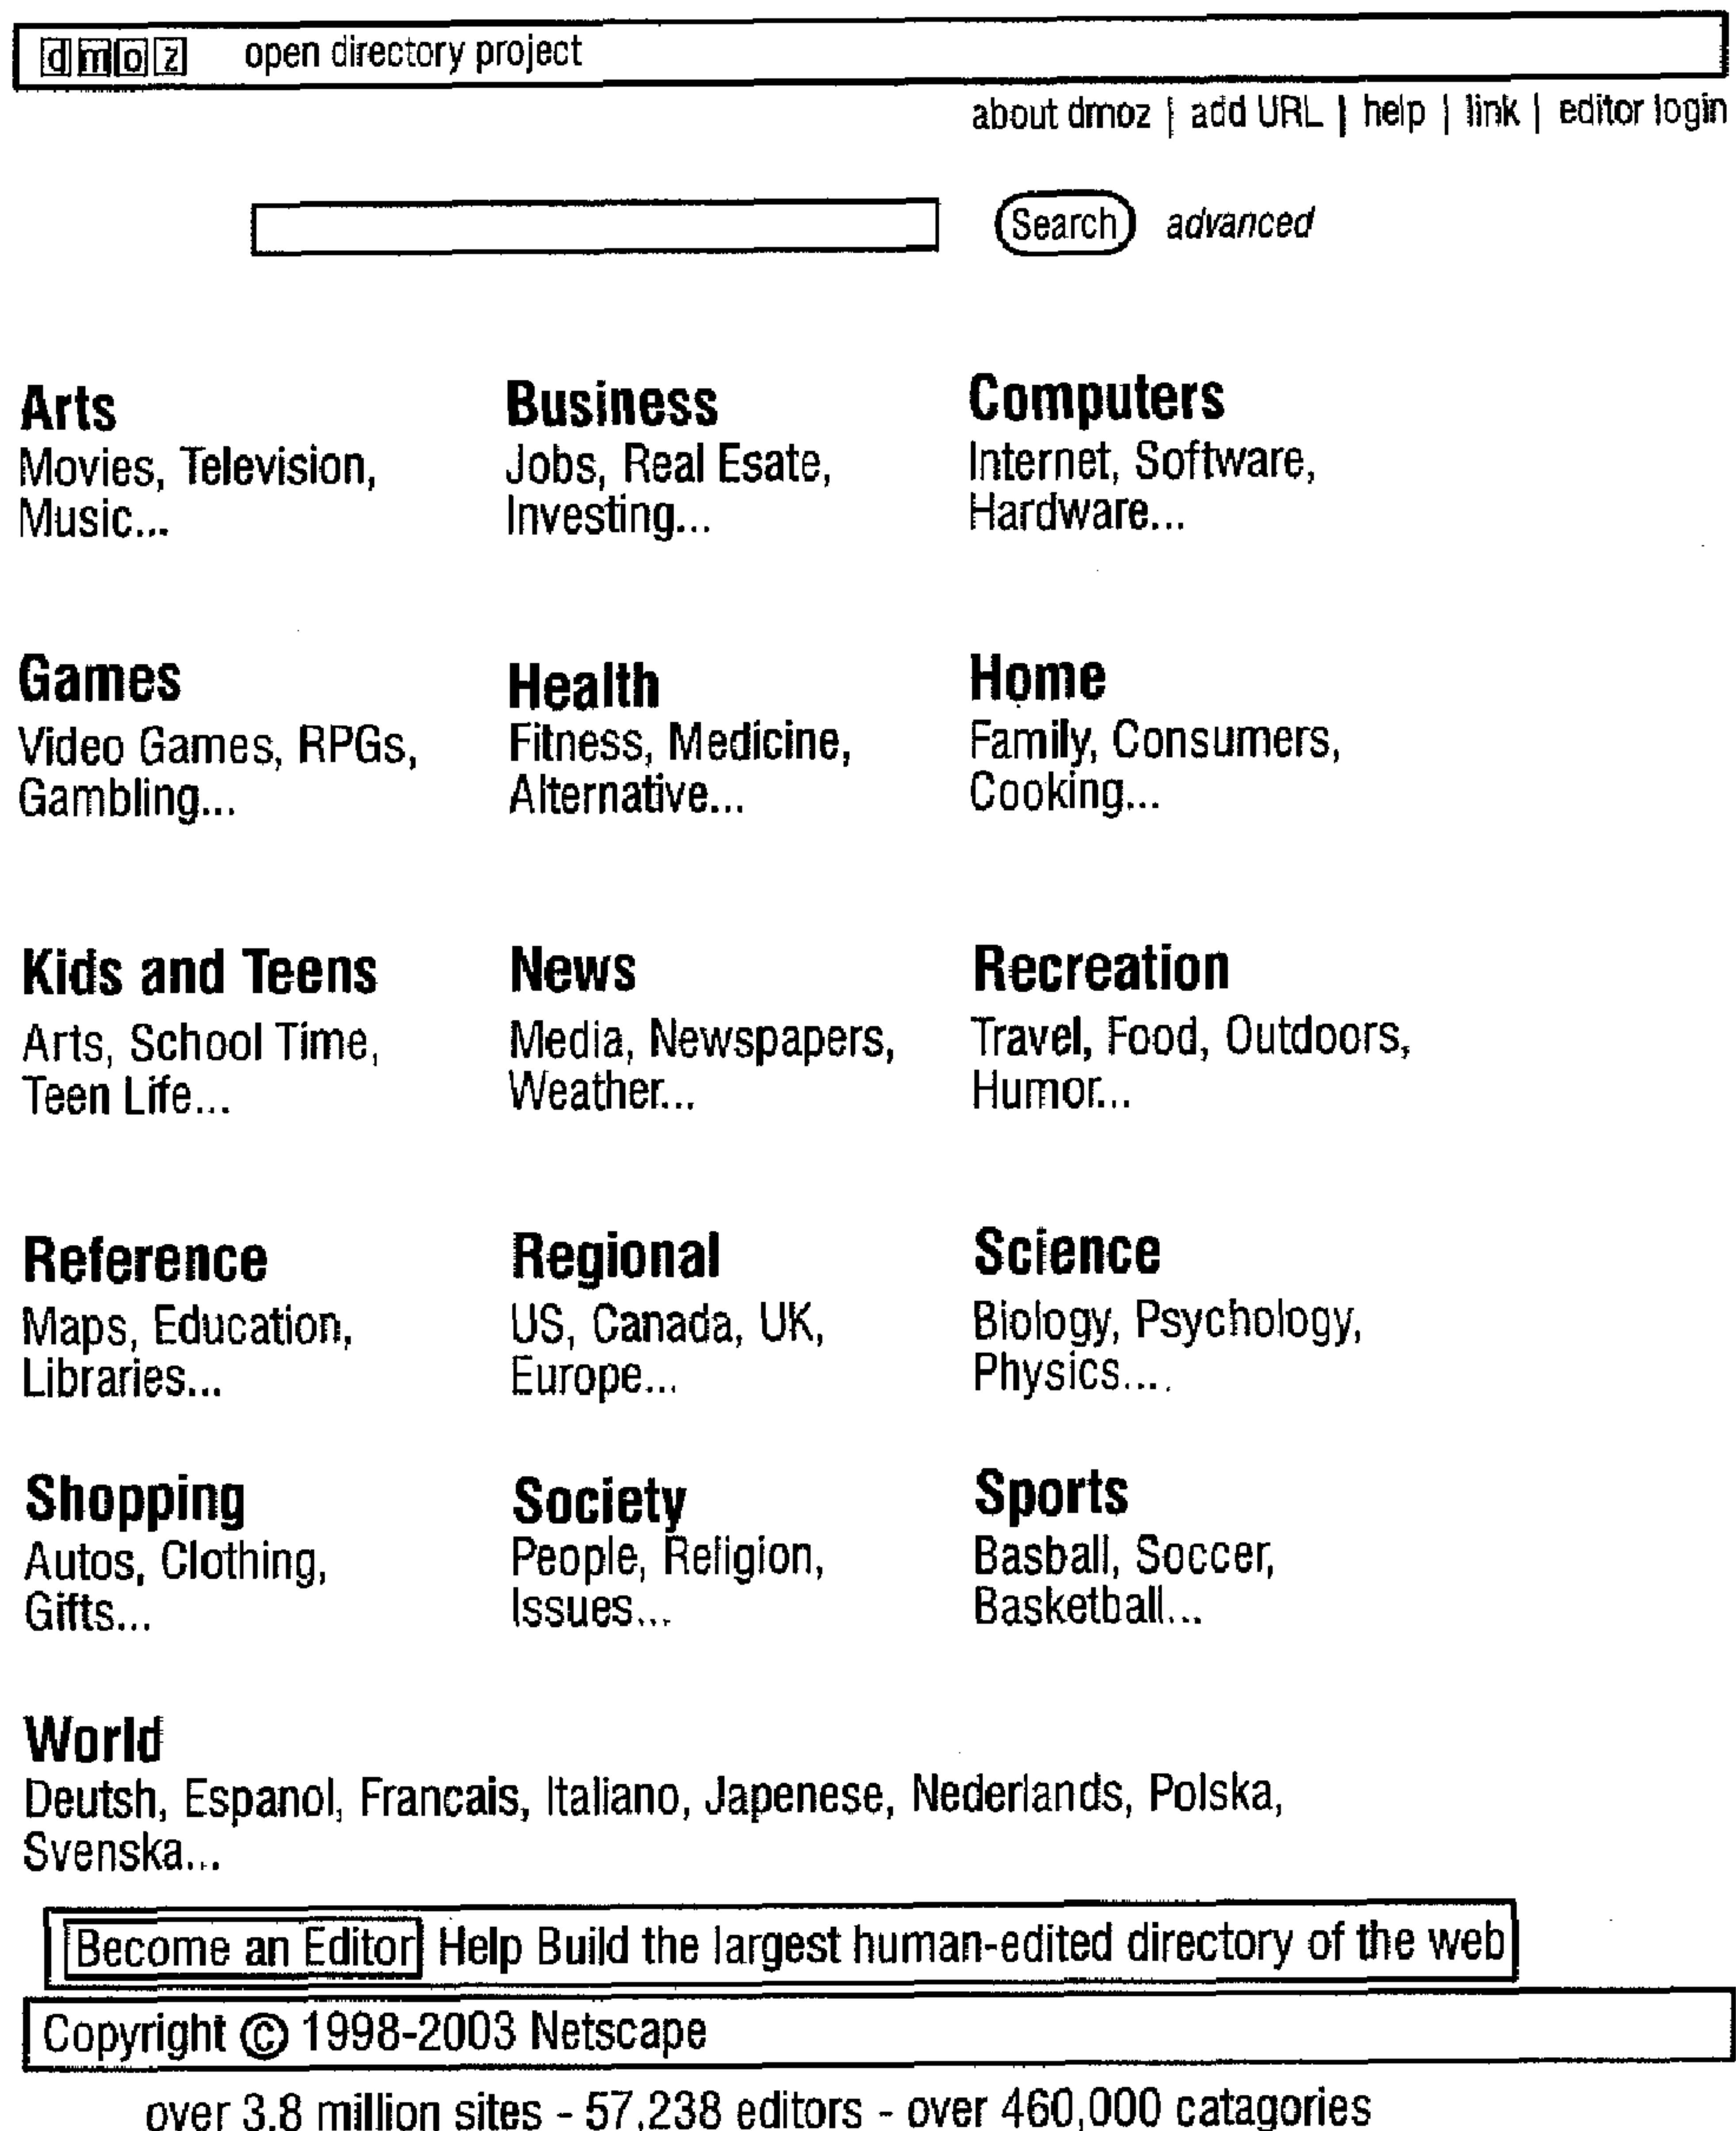 dmoz open directory project
about dmoz | add URL | help | link | editor login
Search advanced
Arts
Movies, Television,
Music...
Business
Jobs, Real Esate,
Investing...
Computers
Internet, Software,
Hardware...
Games
Video Games, RPGs,
Gambling...
Health
Fitness, Medicine,
Alternative...
Home
Family, Consumers,
Cooking...
Kids and Teens
Arts, School Time,
Teen Life...
News
Media, Newspapers,
Weather...
Recreation
Travel, Food, Outdoors,
Humor...
Reference
Maps, Education,
Libraries...
Regional
US, Canada, UK,
Europe...
Science
Biology, Psychology,
Physics....
Shopping
Autos, Clothing,
Gifts...
Society
People, Religion,
Issues...
Sports
Basball, Soccer,
Basketball...
World
Deutsh, Espanol, Francais, Italiano, Japenese, Nederlands, Polska,
Svenska...
Become an Editor Help Build the largest human-edited directory of the web
Copyright © 1998-2003 Netscape
over 3.8 million sites - 57,238 editors - over 460,000 catagories